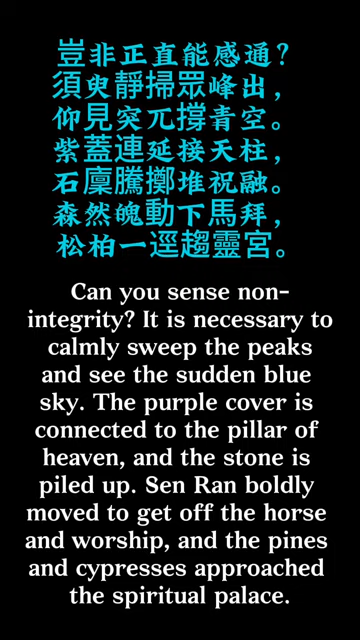 豈非正直能感通?
須臾靜掃眾峰出，
仰見突兀撐青空。
紫蓋連延接天柱，
石廩騰擲堆祝融。
森然魄動下馬拜，
松柏一逕趨靈宮。
Can you sense non-
integrity? It is necessary to
calmly sweep the peaks
and see the sudden blue
sky. The purple cover is
connected to the pillar of
heaven, and the stone is
piled up. Sen Ran boldly
moved to get off the horse
and worship, and the pines
and cypresses approached
the spiritual palace.